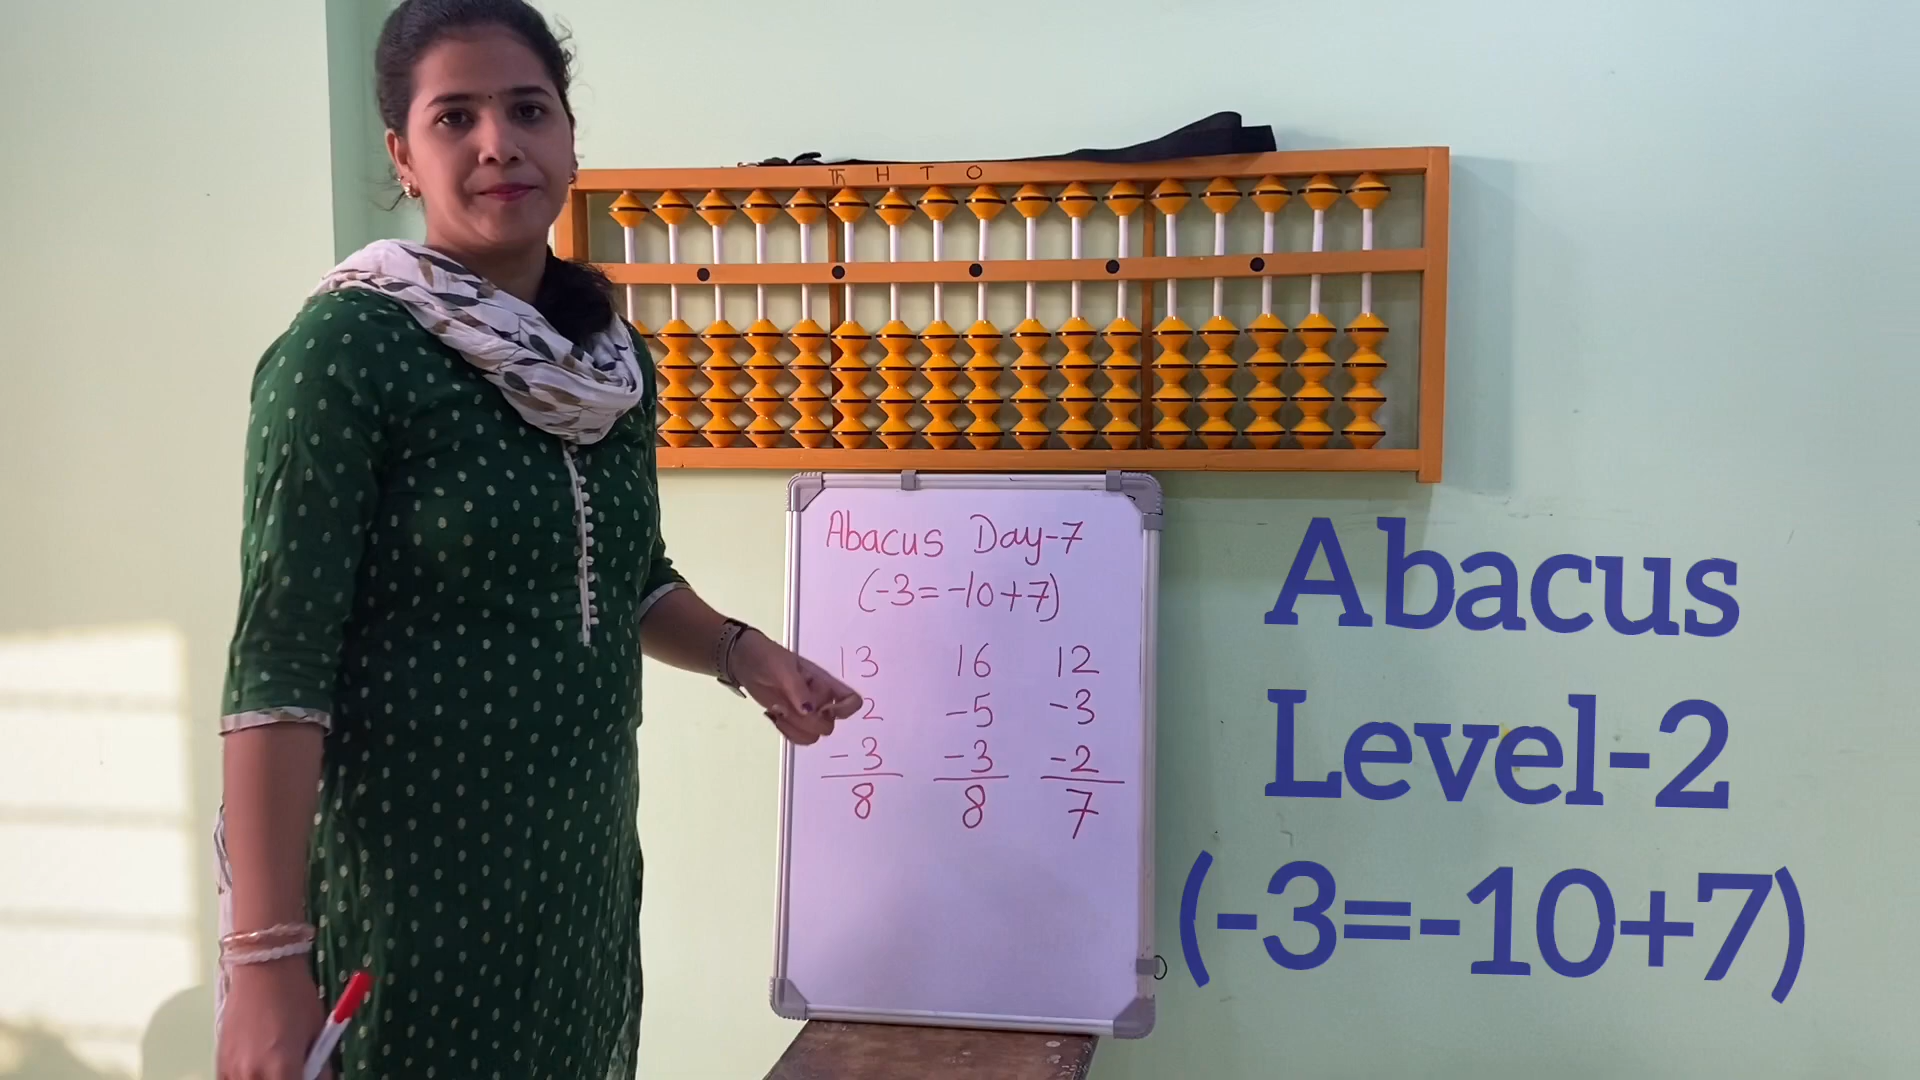 Th H T O
Abacus Day-7
(-3=-10+7)
13 16 12
2 -5 -3
-3 -3 -2
8 8 7
Abacus
Level-2
(-3=-10+7)